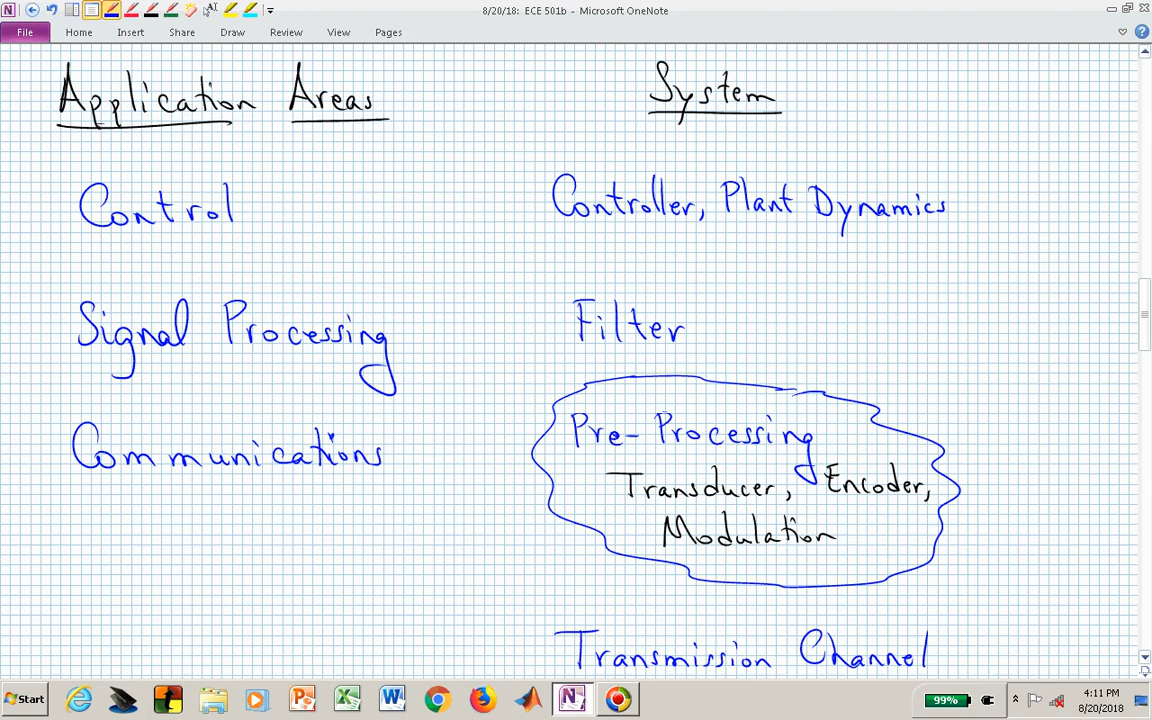 8/20/18: ECE 501b - Microsoft OneNote
File Home Insert Share Draw Review View Pages
Application Areas System
Control Controller, Plant Dynamics
Signal Processing Filter
Communications Pre-Processing
Transducer, Encoder,
Modulation
Transmission Channel
Start 99% 4:11 PM
8/20/2018